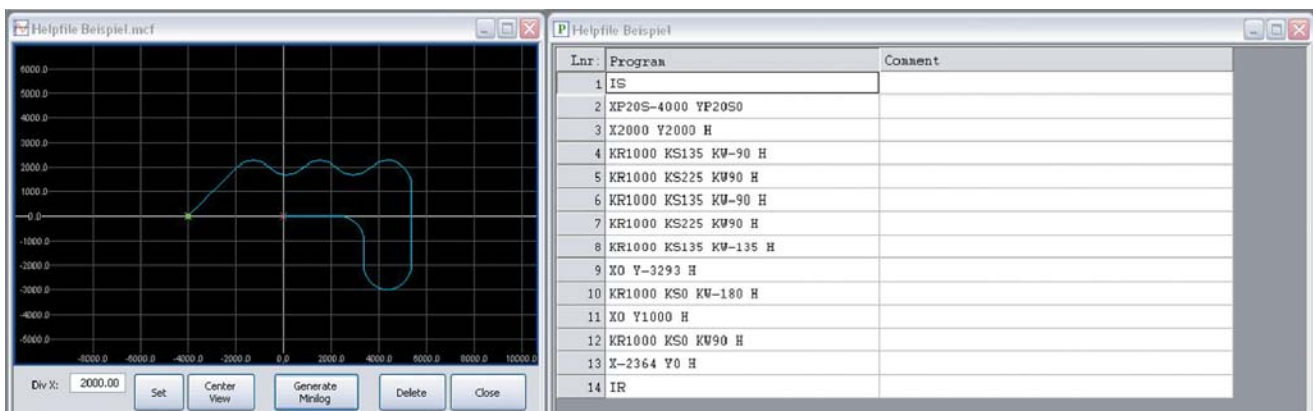 Helpfile Beispiel.mcf
6000.0
5000.0
4000.0
3000.0
2000.0
1000.0
0.0
-1000.0
-2000.0
-3000.0
-4000.0
-5000.0
-8000.0 -6000.0 -4000.0 -2000.0 0.0 2000.0 4000.0 6000.0 8000.0 10000.0
Div X: 2000.00 Set Center View Generate Minilog Delete Close
P Helpfile Beispiel
Lnr: Program Comment
1 IS
2 XP20S-4000 YP20S0
3 X2000 Y2000 H
4 KR1000 KS135 KW-90 H
5 KR1000 KS225 KW90 H
6 KR1000 KS135 KW-90 H
7 KR1000 KS225 KW90 H
8 KR1000 KS135 KW-135 H
9 X0 Y-3293 H
10 KR1000 KS0 KW-180 H
11 X0 Y1000 H
12 KR1000 KS0 KW90 H
13 X-2364 Y0 H
14 IR